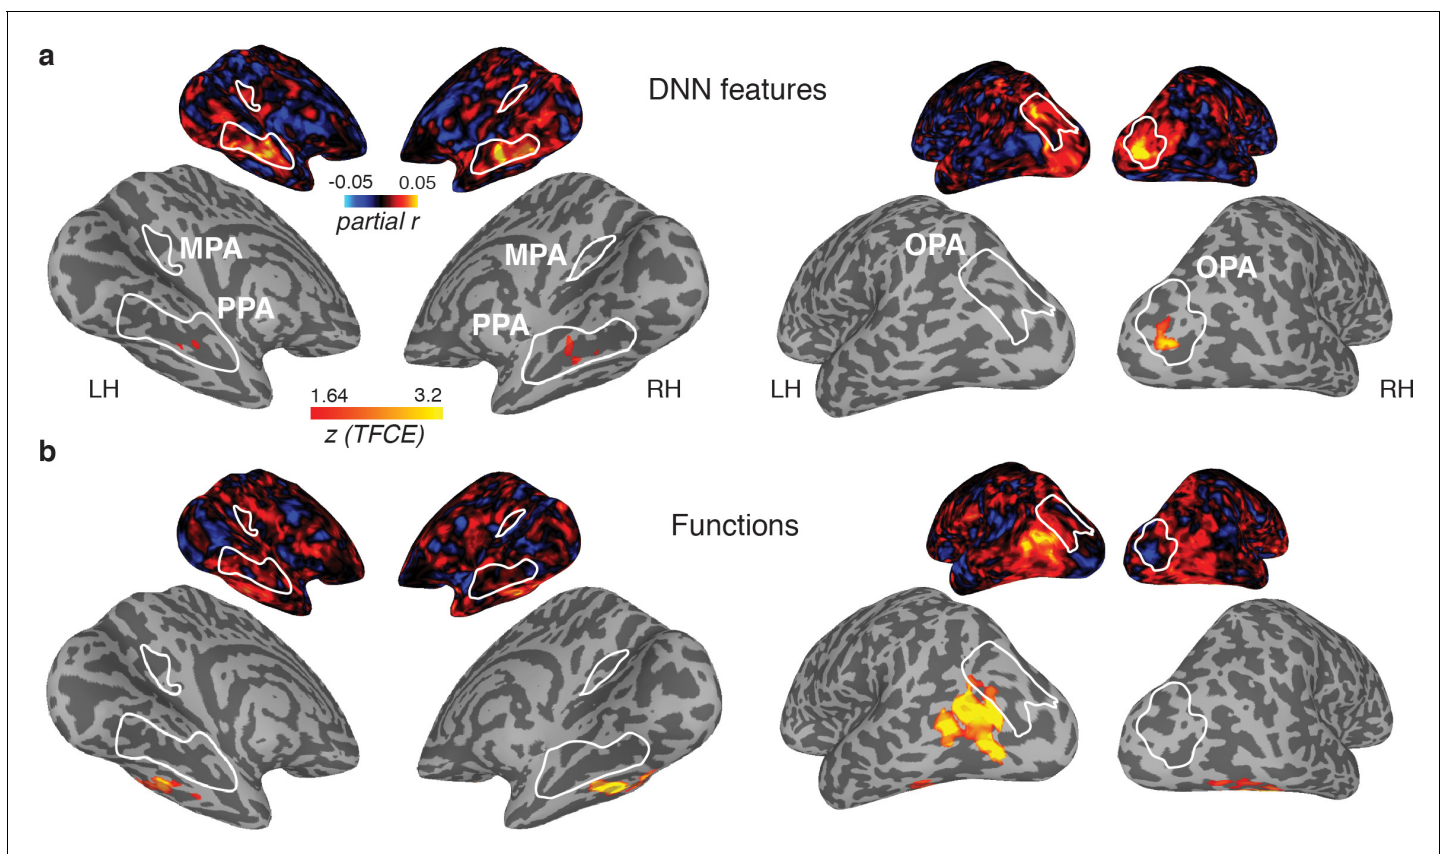 a
DNN features
-0.05 0.05
partial r
MPA
MPA
OPA
OPA
PPA
PPA
LH
RH
LH
RH
1.64 3.2
z (TFCE)
b
Functions